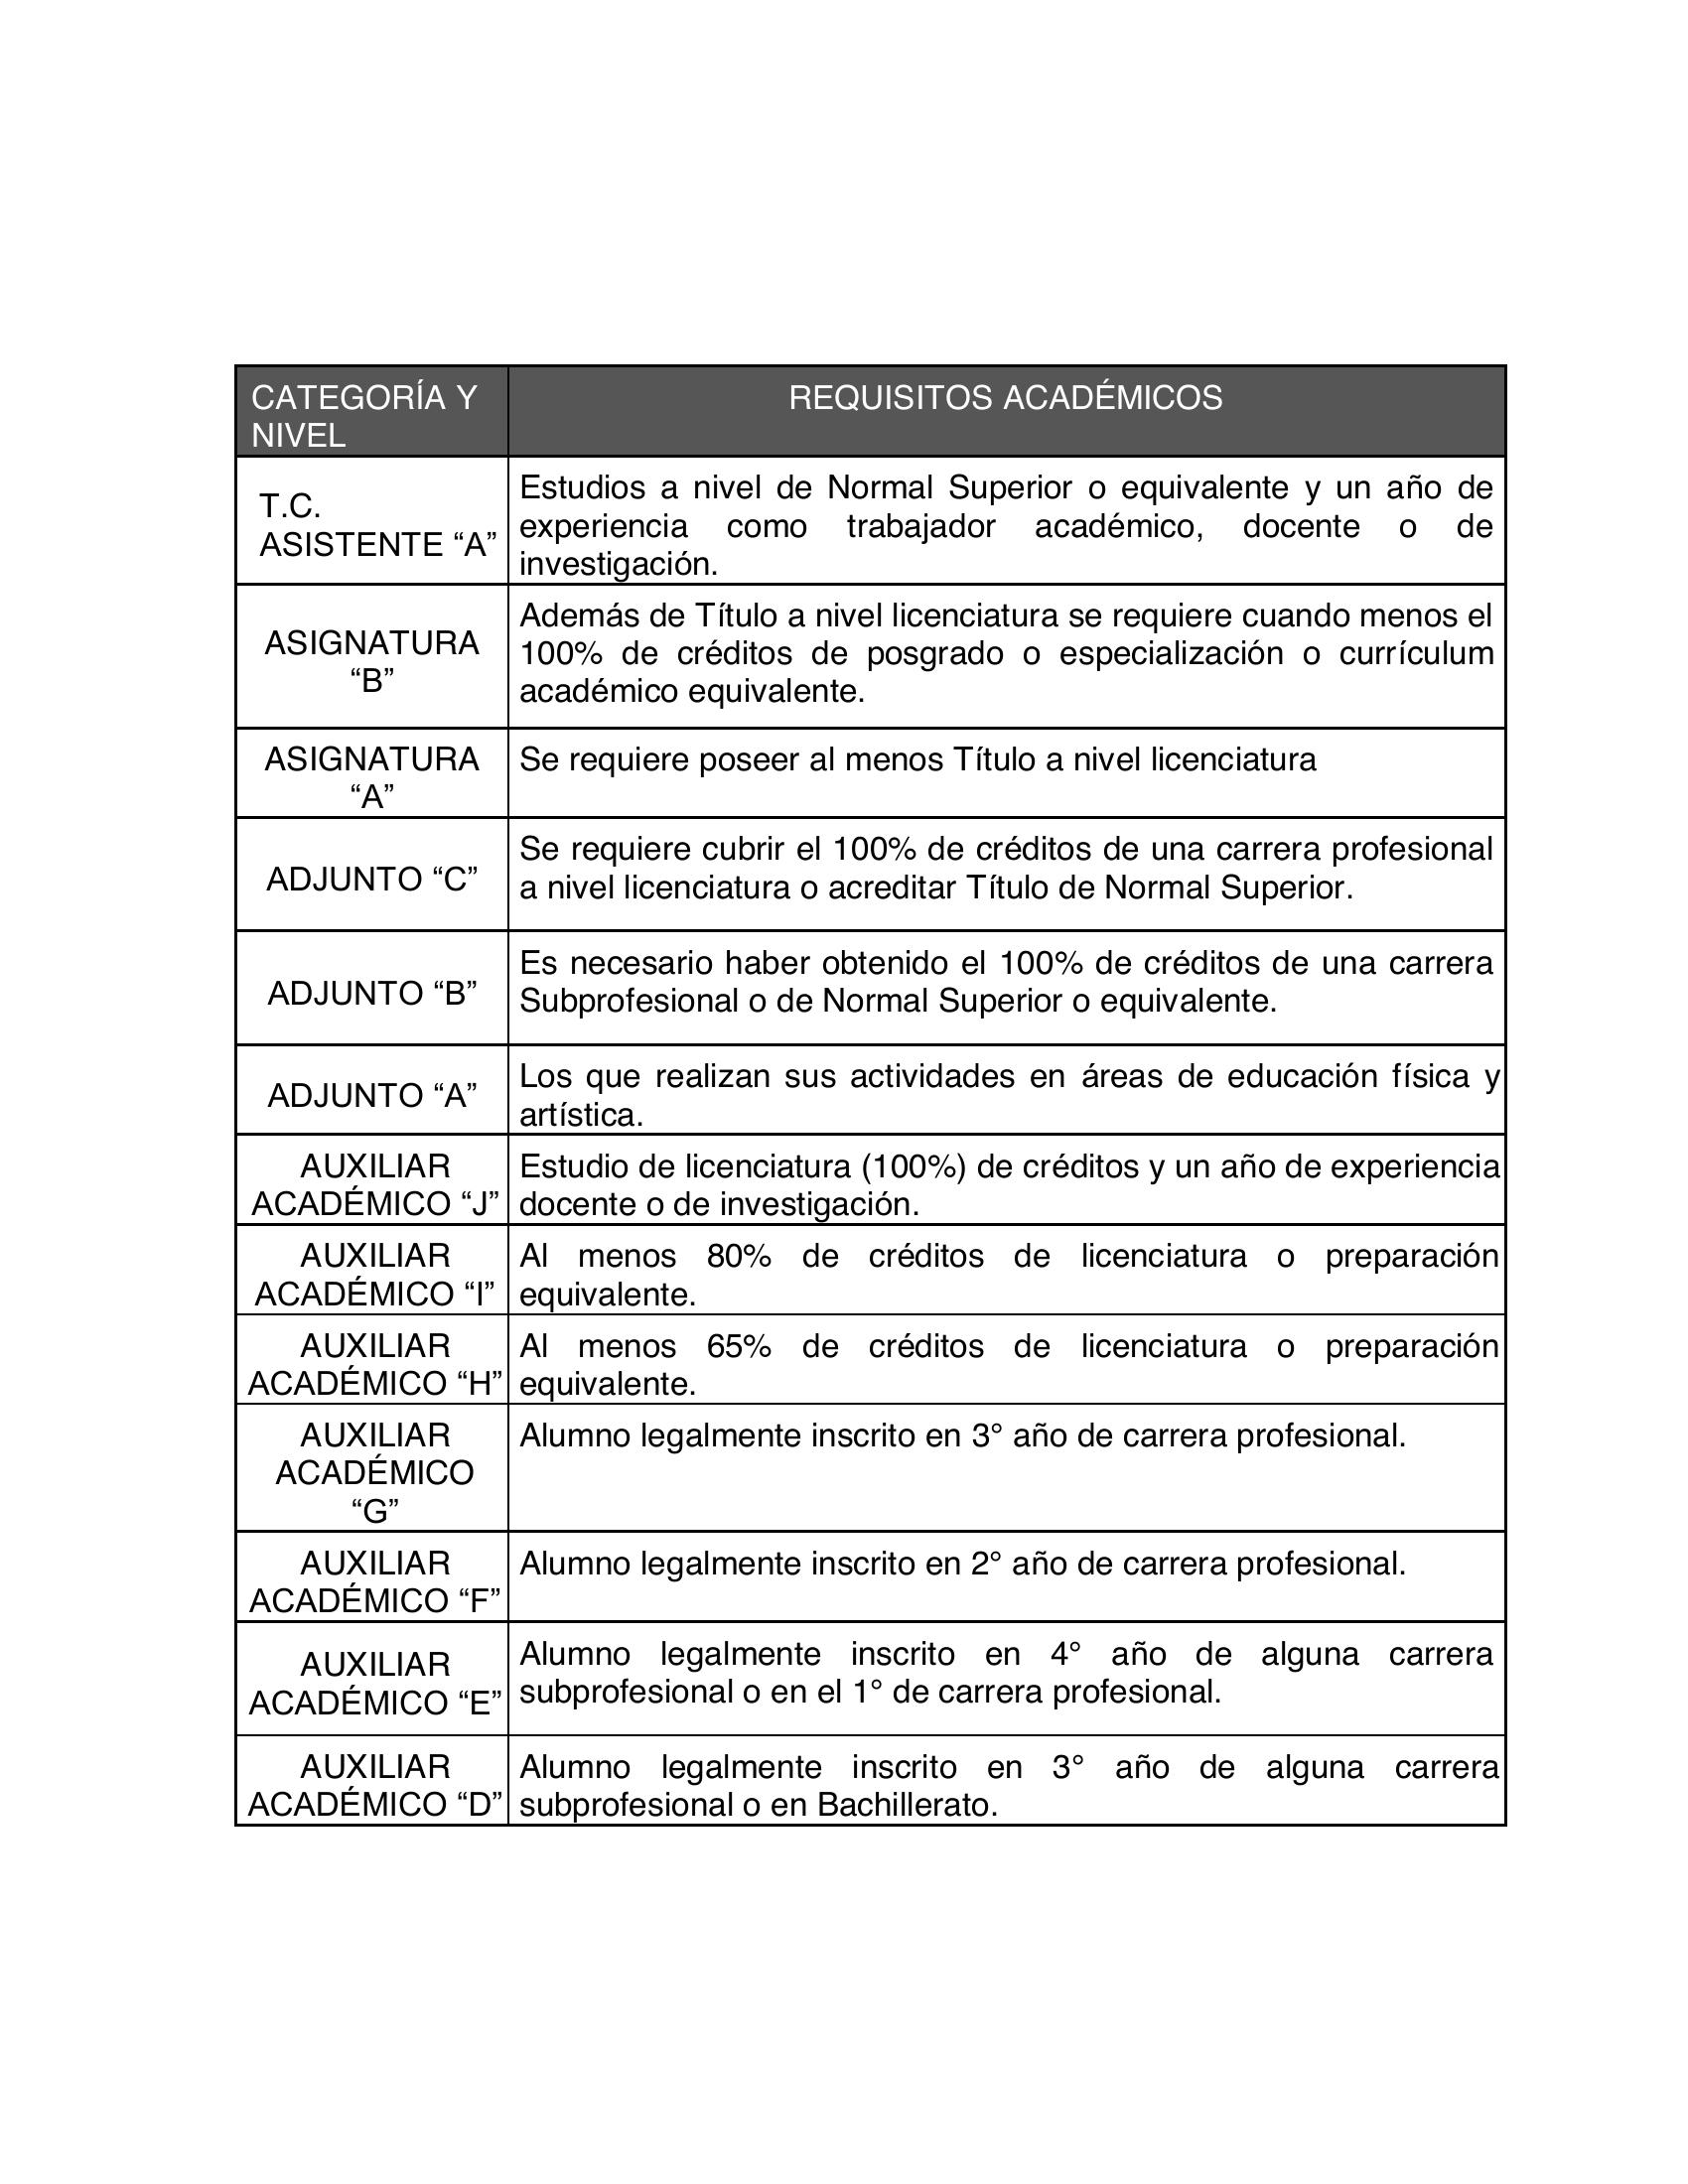 CATEGORÍA Y
NIVEL
REQUISITOS ACADÉMICOS
T.C.
ASISTENTE “A”
Estudios a nivel de Normal Superior o equivalente y un año de
experiencia como trabajador académico, docente o de
investigación.
ASIGNATURA
“B”
Además de Título a nivel licenciatura se requiere cuando menos el
100% de créditos de posgrado o especialización o currículum
académico equivalente.
ASIGNATURA
“A”
Se requiere poseer al menos Título a nivel licenciatura
ADJUNTO “C”
Se requiere cubrir el 100% de créditos de una carrera profesional
a nivel licenciatura o acreditar Título de Normal Superior.
ADJUNTO “B”
Es necesario haber obtenido el 100% de créditos de una carrera
Subprofesional o de Normal Superior o equivalente.
ADJUNTO “A”
Los que realizan sus actividades en áreas de educación física y
artística.
AUXILIAR
ACADÉMICO “J”
Estudio de licenciatura (100%) de créditos y un año de experiencia
docente o de investigación.
AUXILIAR
ACADÉMICO “I”
Al menos 80% de créditos de licenciatura o preparación
equivalente.
AUXILIAR
ACADÉMICO “H”
Al menos 65% de créditos de licenciatura o preparación
equivalente.
AUXILIAR
ACADÉMICO
“G”
Alumno legalmente inscrito en 3° año de carrera profesional.
AUXILIAR
ACADÉMICO “F”
Alumno legalmente inscrito en 2° año de carrera profesional.
AUXILIAR
ACADÉMICO “E”
Alumno legalmente inscrito en 4° año de alguna carrera
subprofesional o en el 1° de carrera profesional.
AUXILIAR
ACADÉMICO “D”
Alumno legalmente inscrito en 3° año de alguna carrera
subprofesional o en Bachillerato.